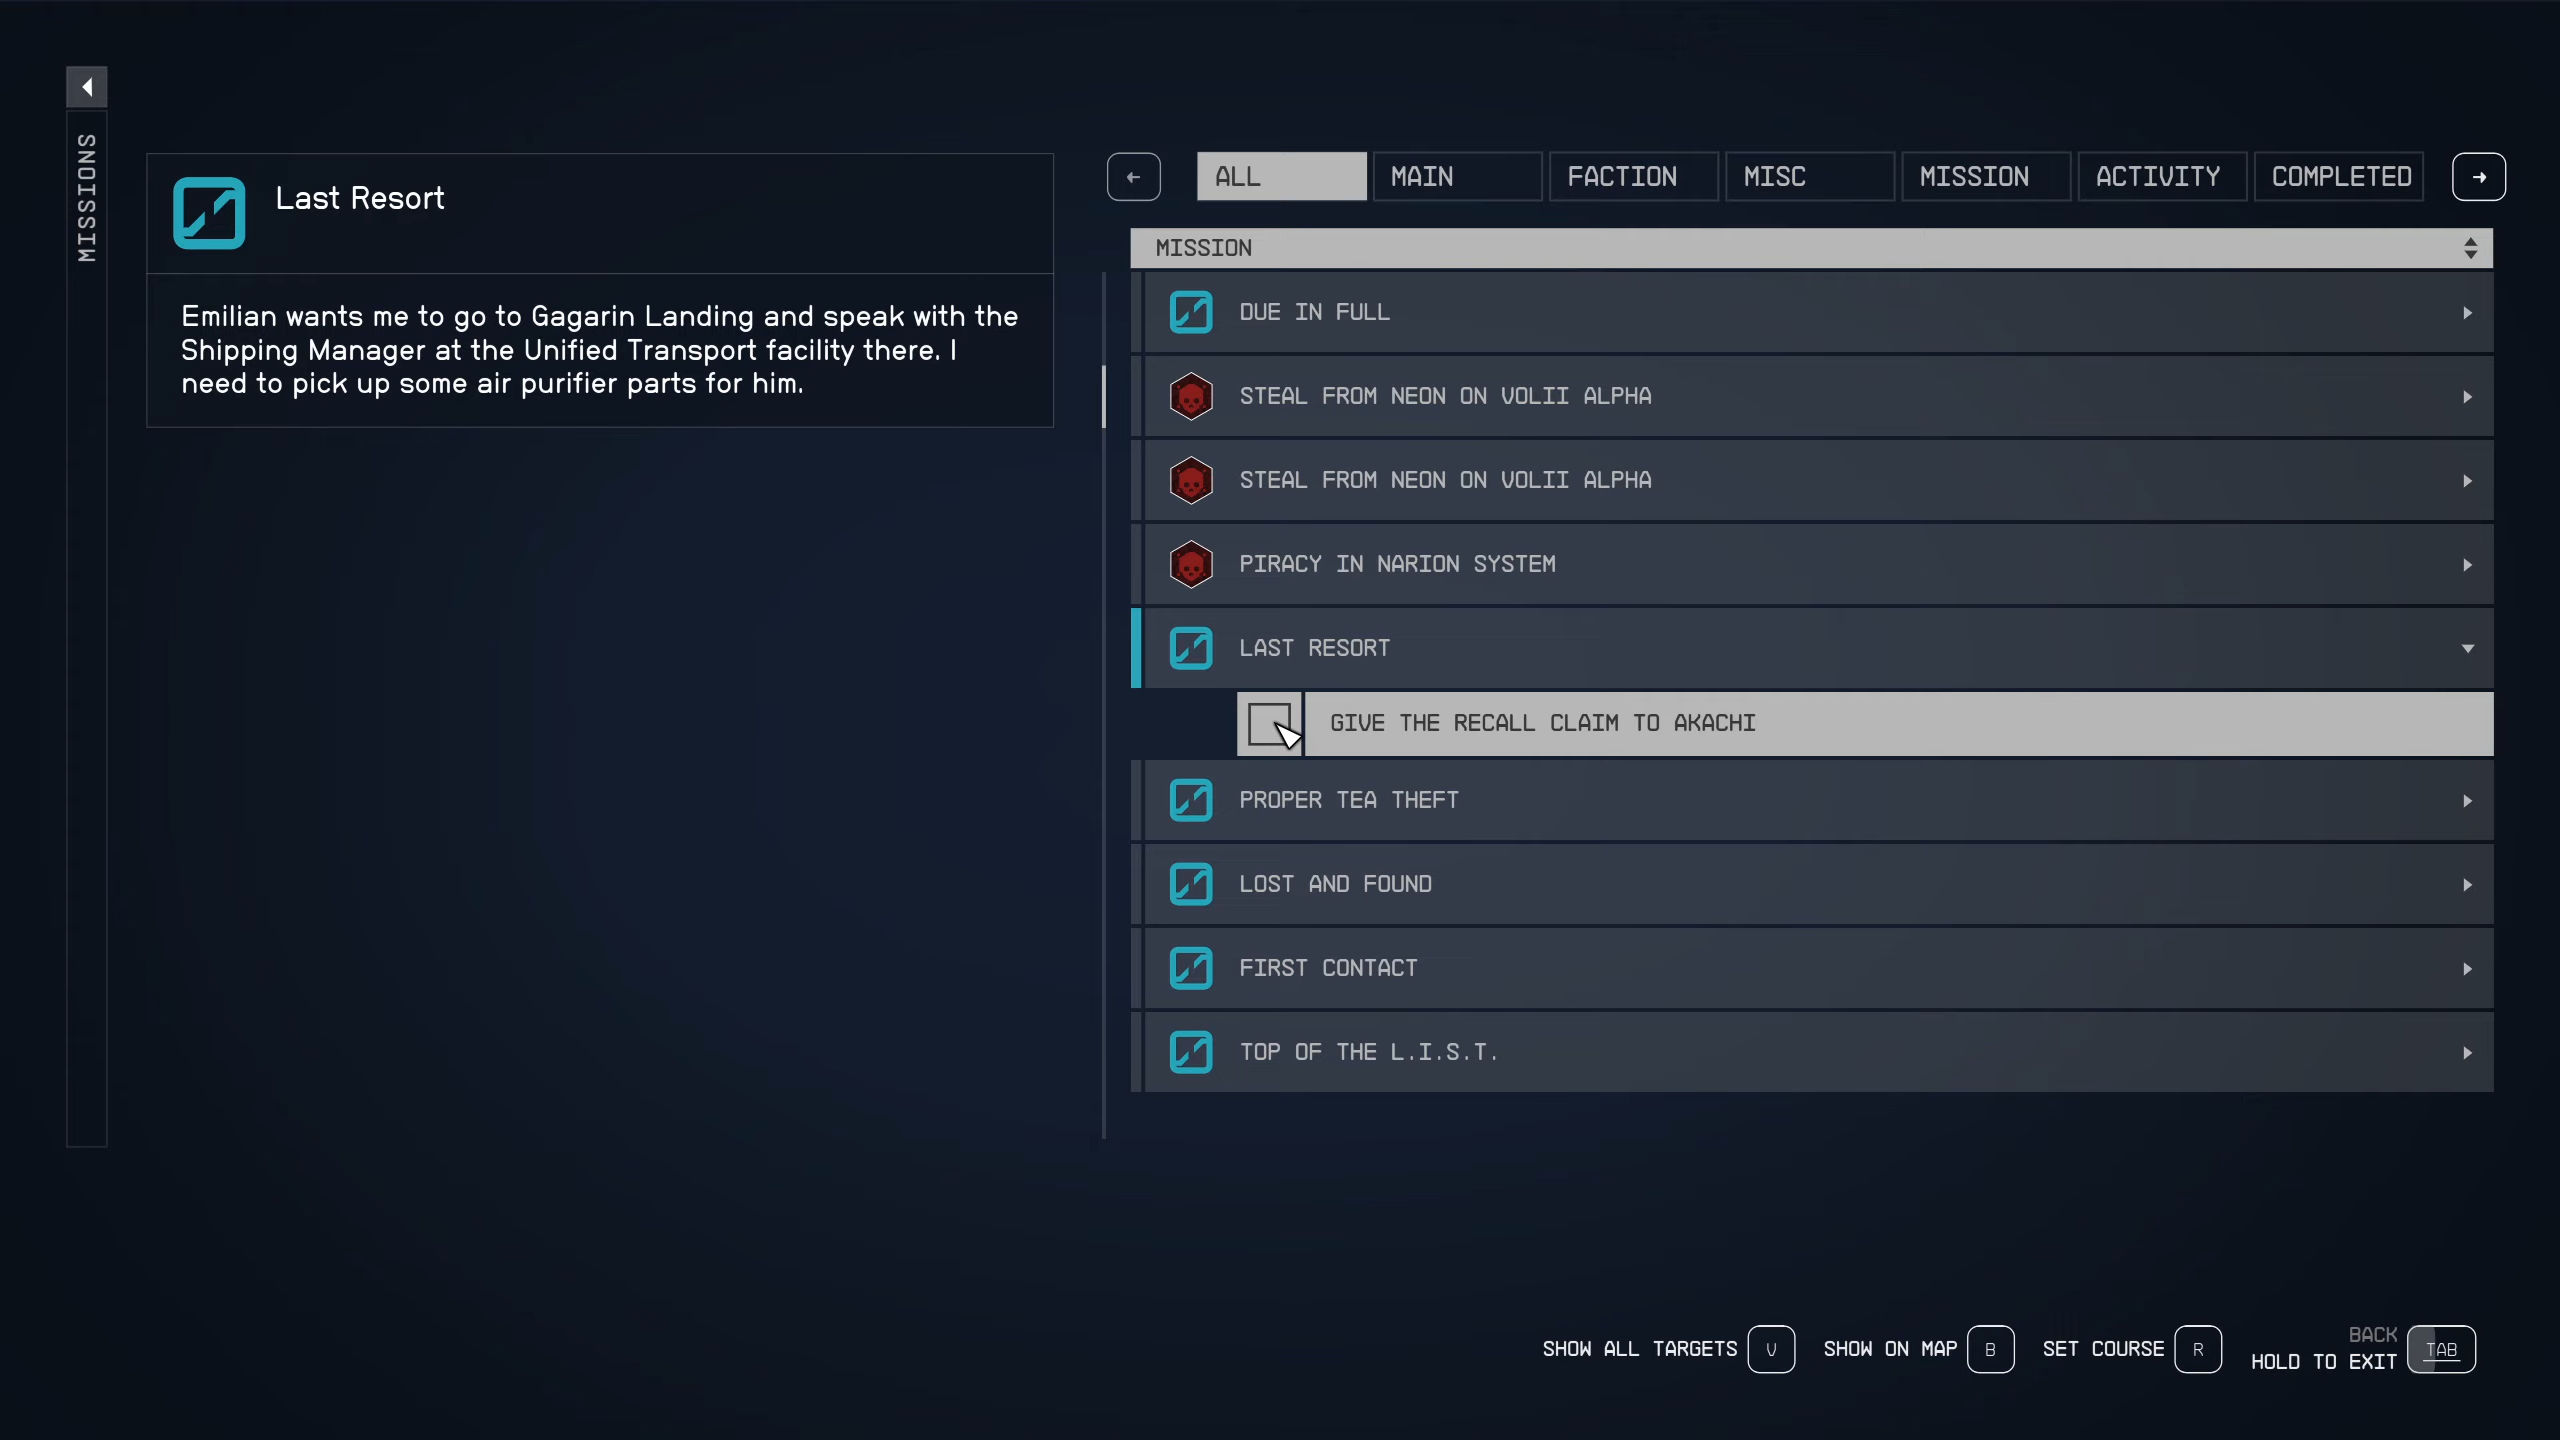 MISSIONS
Last Resort
Emilian wants me to go to Gagarin Landing and speak with the
Shipping Manager at the Unified Transport facility there. I
need to pick up some air purifier parts for him.
ALL
MAIN
FACTION
MISC
MISSION
ACTIVITY
COMPLETED
MISSION
DUE IN FULL
STEAL FROM NEON ON VOLII ALPHA
STEAL FROM NEON ON VOLII ALPHA
PIRACY IN NARION SYSTEM
LAST RESORT
GIVE THE RECALL CLAIM TO AKACHI
PROPER TEA THEFT
LOST AND FOUND
FIRST CONTACT
TOP OF THE L.I.S.T.
SHOW ALL TARGETS V
SHOW ON MAP B
SET COURSE R
BACK
HOLD TO EXIT TAB